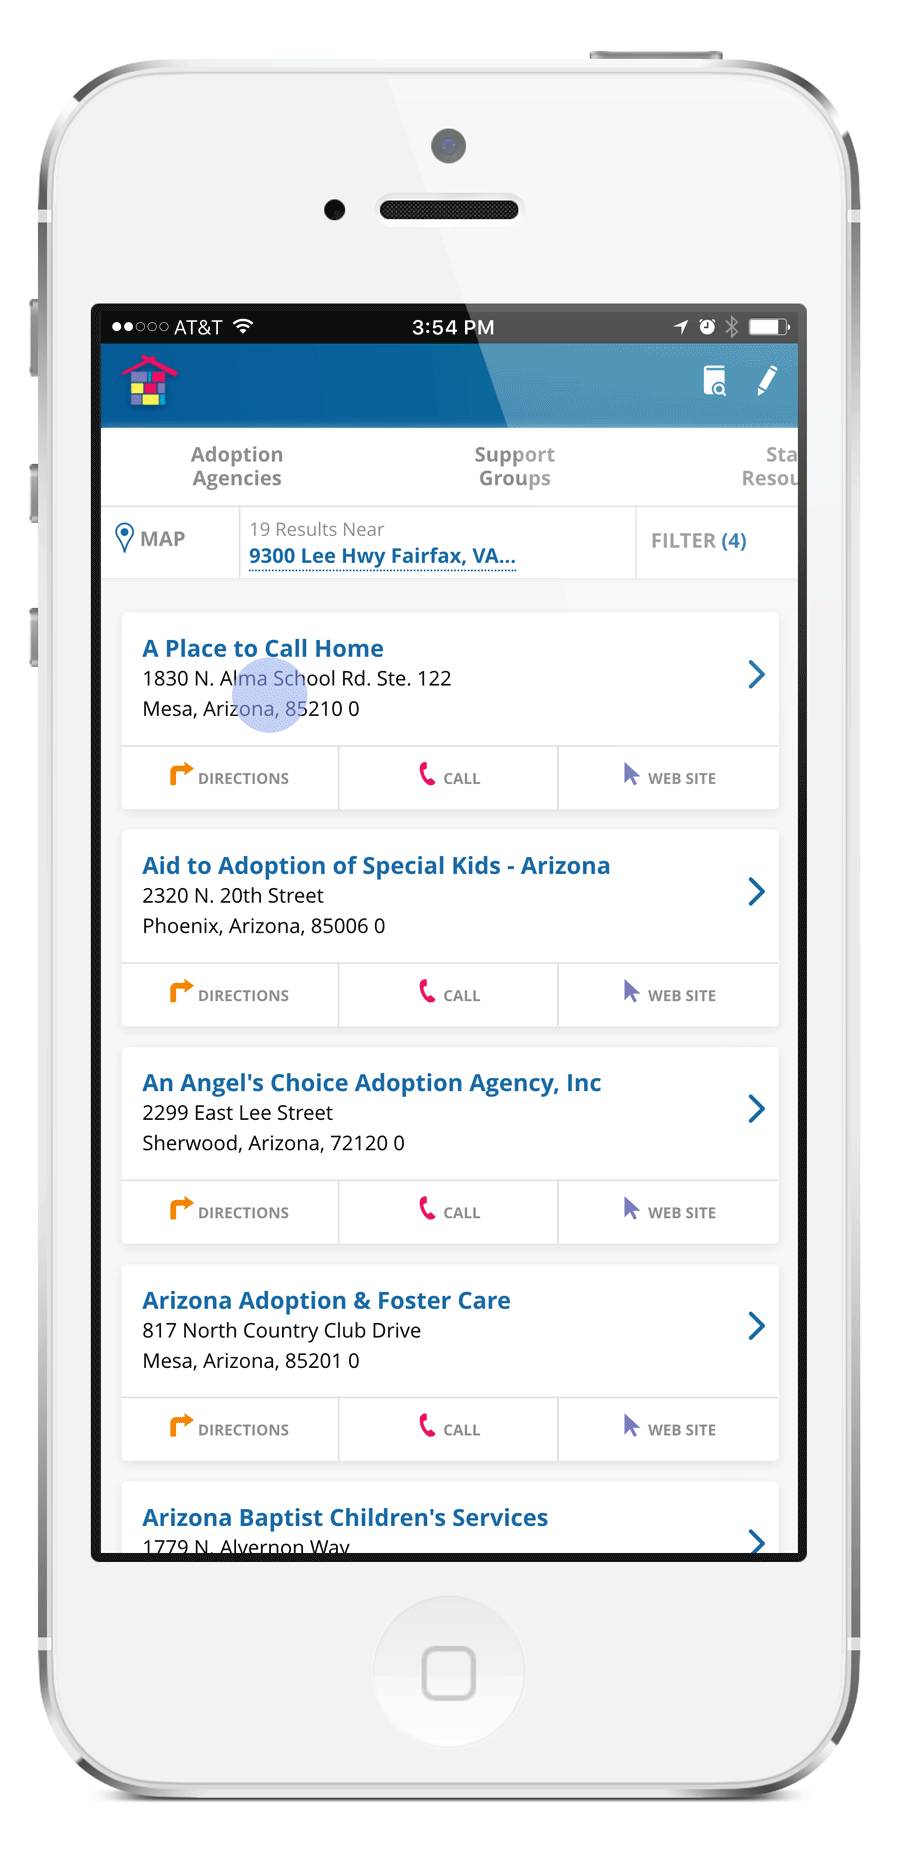 AT&T
3:54 PM
Adoption
Agencies
Support
Groups
Sta
Resou
MAP
19 Results Near
9300 Lee Hwy Fairfax, VA...
FILTER (4)
A Place to Call Home
1830 N. Alma School Rd. Ste. 122
Mesa, Arizona, 85210 0
DIRECTIONS
CALL
WEB SITE
Aid to Adoption of Special Kids - Arizona
2320 N. 20th Street
Phoenix, Arizona, 85006 0
DIRECTIONS
CALL
WEB SITE
An Angel's Choice Adoption Agency, Inc
2299 East Lee Street
Sherwood, Arizona, 72120 0
DIRECTIONS
CALL
WEB SITE
Arizona Adoption & Foster Care
817 North Country Club Drive
Mesa, Arizona, 85201 0
DIRECTIONS
CALL
WEB SITE
Arizona Baptist Children's Services
1779 N. Alvernon Way